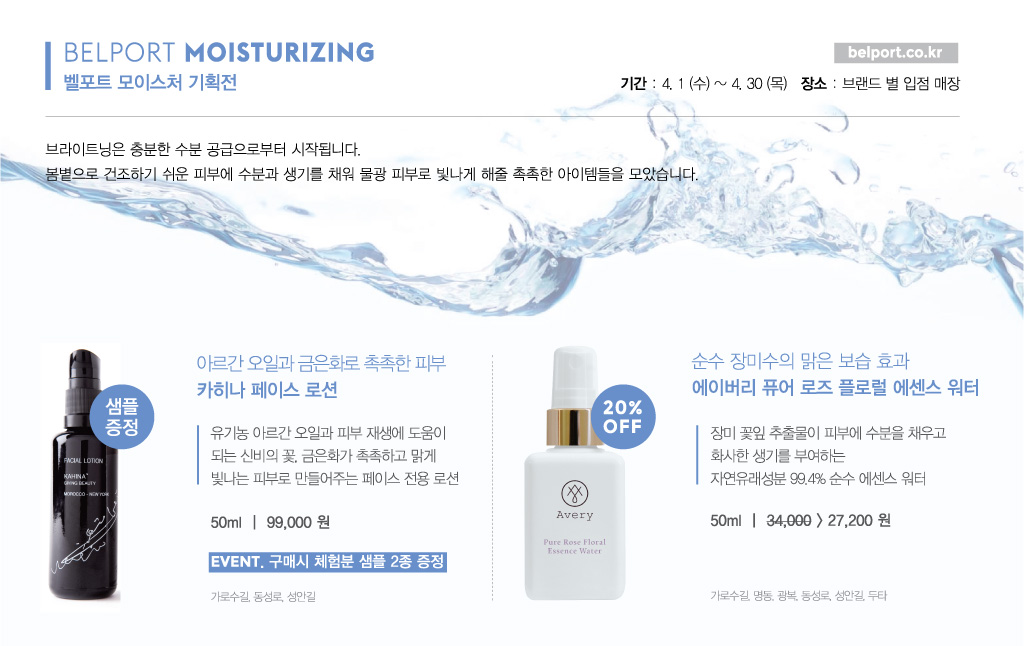 BELPORT MOISTURIZING
벨포트 모이스처 기획전
belport.co.kr
기간 : 4. 1 (수) ~ 4. 30 (목) 장소 : 브랜드 별 입점 매장
브라이트닝은 충분한 수분 공급으로부터 시작됩니다.
봄볕으로 건조하기 쉬운 피부에 수분과 생기를 채워 물광 피부로 빛나게 해줄 촉촉한 아이템들을 모았습니다.
아르간 오일과 금은화로 촉촉한 피부
카히나 페이스 로션
샘플
증정
유기농 아르간 오일과 피부 재생에 도움이
되는 신비의 꽃, 금은화가 촉촉하고 맑게
빛나는 피부로 만들어주는 페이스 전용 로션
50ml | 99,000 원
EVENT. 구매시 체험분 샘플 2종 증정
가로수길, 동성로, 성안길
FACIAL LOTION
KAHINA™
GIVING BEAUTY
MOROCCO - NEW YORK
순수 장미수의 맑은 보습 효과
에이버리 퓨어 로즈 플로럴 에센스 워터
20%
OFF
장미 꽃잎 추출물이 피부에 수분을 채우고
화사한 생기를 부여하는
자연유래성분 99.4% 순수 에센스 워터
50ml | 34,000 > 27,200 원
가로수길, 명동, 광복, 동성로, 성안길, 두타
Avery
Pure Rose Floral
Essence Water